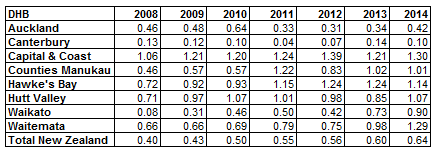 DHB 2008 2009 2010 2011 2012 2013 2014
Auckland 0.46 0.48 0.64 0.33 0.31 0.34 0.42
Canterbury 0.13 0.12 0.10 0.04 0.07 0.14 0.10
Capital & Coast 1.06 1.21 1.20 1.24 1.39 1.21 1.30
Counties Manukau 0.46 0.57 0.57 1.22 0.83 1.02 1.01
Hawke's Bay 0.72 0.92 0.93 1.15 1.24 1.24 1.14
Hutt Valley 0.71 0.97 1.07 1.01 0.98 0.85 1.07
Waikato 0.08 0.31 0.46 0.50 0.42 0.73 0.90
Waitemata 0.66 0.66 0.69 0.79 0.75 0.98 1.29
Total New Zealand 0.40 0.43 0.50 0.55 0.56 0.60 0.64